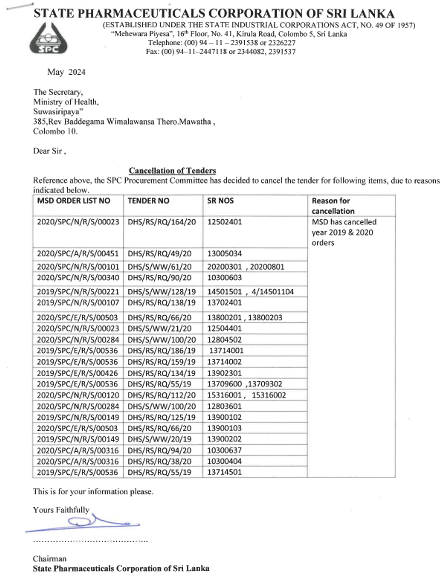 STATE PHARMACEUTICALS CORPORATION OF SRI LANKA
(ESTABLISHED UNDER THE STATE INDUSTRIAL CORPORATIONS ACT, NO. 49 OF 1957)
"Mehewara Piyesa", 16th Floor, No. 41, Kirula Road, Colombo 5, Sri Lanka
Telephone: (00) 94 – 11 – 2391538 or 2326227
Fax: (00) 94–11–2447118 or 2344082, 2391537
SPC
May 2024
The Secretary,
Ministry of Health,
Suwasiripaya"
385,Rev Baddegama Wimalawansa Thero.Mawatha ,
Colombo 10.
Dear Sir ,
Cancellation of Tenders
Reference above, the SPC Procurement Committee has decided to cancel the tender for following items, due to reasons
indicated below.
MSD ORDER LIST NO TENDER NO SR NOS Reason for
cancellation
2020/SPC/N/R/S/00023 DHS/RS/RQ/164/20 12502401 MSD has cancelled
year 2019 & 2020
orders
2020/SPC/A/R/S/00451 DHS/RS/RQ/49/20 13005034
2020/SPC/N/R/S/00101 DHS/S/WW/61/20 20200301 , 20200801
2020/SPC/N/R/S/00340 DHS/RS/RQ/90/20 10300603
2019/SPC/N/R/S/00221 DHS/S/WW/128/19 14501501 , 4/14501104
2019/SPC/N/R/S/00107 DHS/RS/RQ/138/19 13702401
2020/SPC/E/R/S/00503 DHS/RS/RQ/66/20 13800201 , 13800203
2020/SPC/N/R/S/00023 DHS/S/WW/21/20 12504401
2020/SPC/N/R/S/00284 DHS/S/WW/100/20 12804502
2019/SPC/E/R/S/00536 DHS/RS/RQ/186/19 13714001
2019/SPC/E/R/S/00536 DHS/RS/RQ/159/19 13714002
2019/SPC/E/R/S/00426 DHS/RS/RQ/134/19 13902301
2019/SPC/E/R/S/00536 DHS/RS/RQ/55/19 13709600 ,13709302
2020/SPC/N/R/S/00120 DHS/RS/RQ/112/20 15316001 , 15316002
2020/SPC/N/R/S/00284 DHS/S/WW/100/20 12803601
2019/SPC/N/R/S/00149 DHS/RS/RQ/125/19 13900102
2020/SPC/E/R/S/00503 DHS/RS/RQ/66/20 13900103
2019/SPC/N/R/S/00149 DHS/S/WW/20/19 13900202
2020/SPC/A/R/S/00316 DHS/RS/RQ/94/20 10300637
2020/SPC/A/R/S/00316 DHS/RS/RQ/38/20 10300404
2019/SPC/E/R/S/00536 DHS/RS/RQ/55/19 13714501
This is for your information please.
Yours Faithfully
Chairman
State Pharmaceuticals Corporation of Sri Lanka